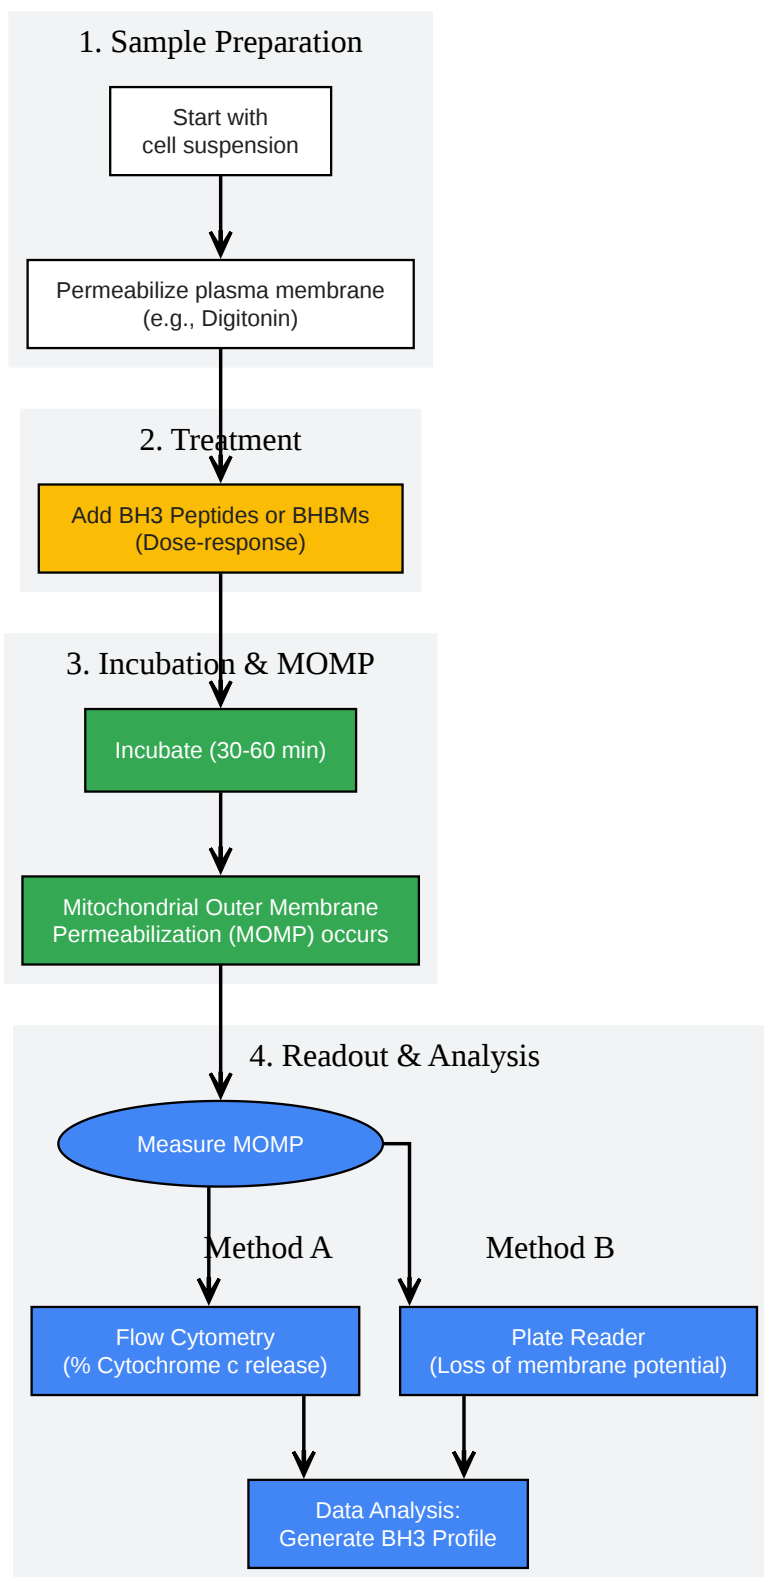 1. Sample Preparation
Start with
cell suspension
Permeabilize plasma membrane
(e.g., Digitonin)
2. Treatment
Add BH3 Peptides or BHBMs
(Dose-response)
3. Incubation & MOMP
Incubate (30-60 min)
Mitochondrial Outer Membrane
Permeabilization (MOMP) occurs
4. Readout & Analysis
Measure MOMP
Method A
Method B
Flow Cytometry
(% Cytochrome c release)
Plate Reader
(Loss of membrane potential)
Data Analysis:
Generate BH3 Profile